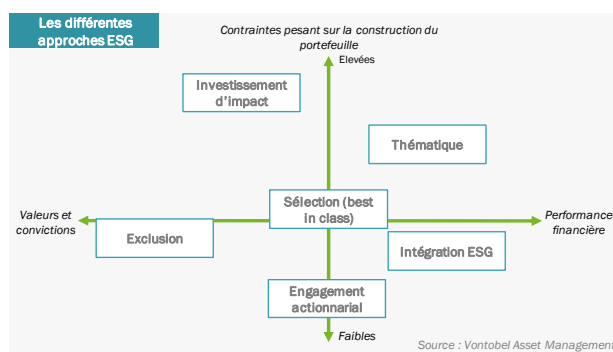 Les différentes
approches ESG
Contraintes pesant sur la construction du
portefeuille
Elevées
Investissement
d'impact
Thématique
Valeurs et
convictions
Sélection (best
in class)
Performance
financière
Exclusion
Intégration ESG
Engagement
actionnarial
Faibles
Source : Vontobel Asset Management